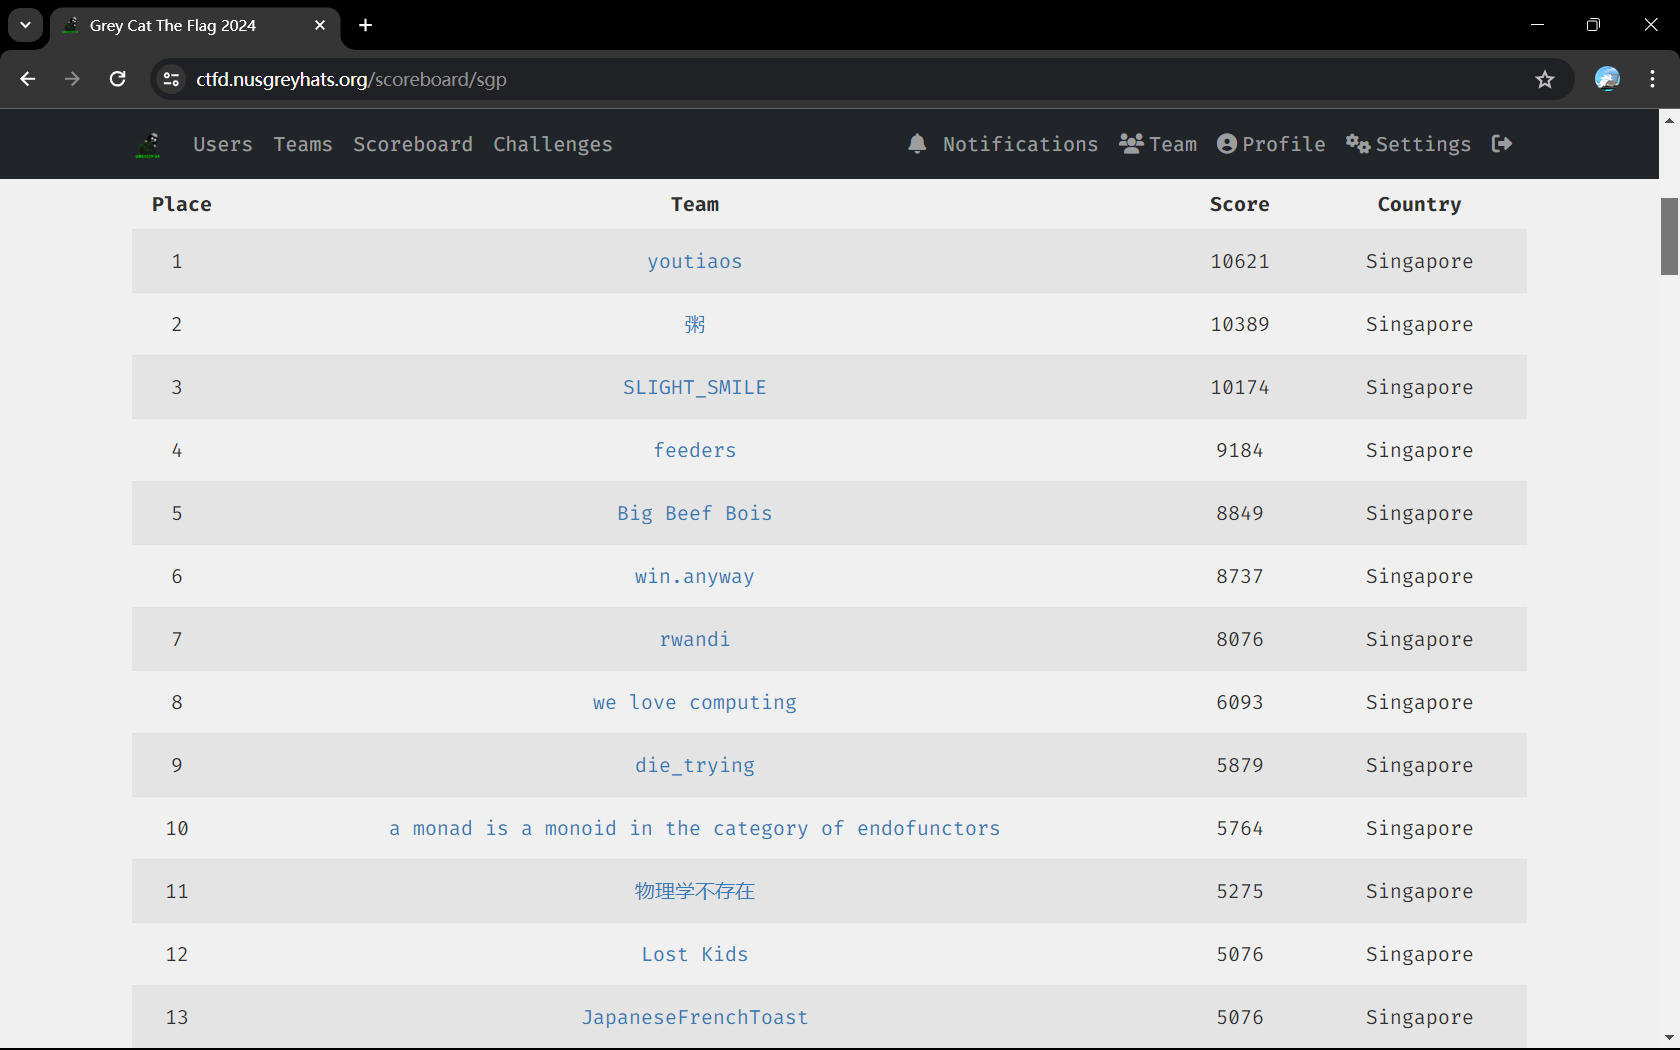 Grey Cat The Flag 2024
ctfd.nusgreyhats.org/scoreboard/sgp
Users Teams Scoreboard Challenges Notifications Team Profile Settings
Place Team Score Country
1 youtiaos 10621 Singapore
2 粥 10389 Singapore
3 SLIGHT_SMILE 10174 Singapore
4 feeders 9184 Singapore
5 Big Beef Bois 8849 Singapore
6 win.anyway 8737 Singapore
7 rwandi 8076 Singapore
8 we love computing 6093 Singapore
9 die_trying 5879 Singapore
10 a monad is a monoid in the category of endofunctors 5764 Singapore
11 物理学不存在 5275 Singapore
12 Lost Kids 5076 Singapore
13 JapaneseFrenchToast 5076 Singapore